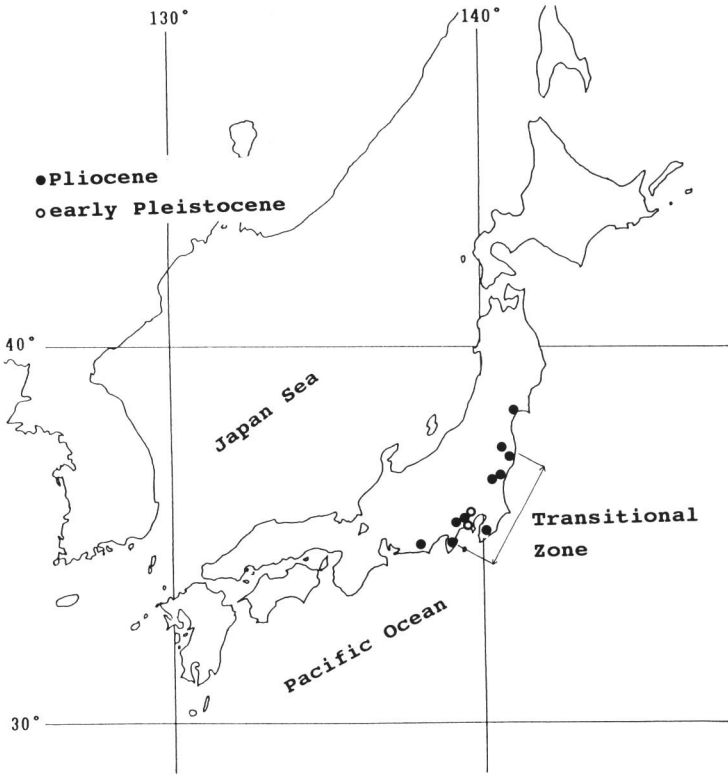 130°
140°
●Pliocene
○early Pleistocene
40°
Japan Sea
Transitional
Zone
Pacific Ocean
30°